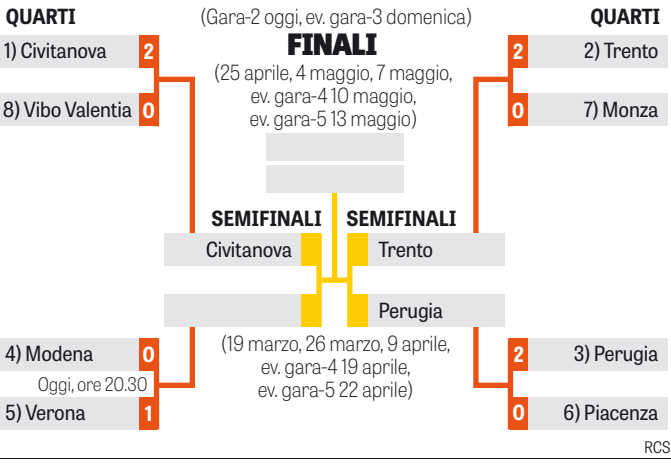 QUARTI
(Gara-2 oggi, ev. gara-3 domenica)
QUARTI
1) Civitanova 2
FINALI
2 2) Trento
(25 aprile, 4 maggio, 7 maggio,
ev. gara-4 10 maggio,
ev. gara-5 13 maggio)
8) Vibo Valentia 0
0 7) Monza
SEMIFINALI
SEMIFINALI
Civitanova
Trento
Perugia
(19 marzo, 26 marzo, 9 aprile,
ev. gara-4 19 aprile,
ev. gara-5 22 aprile)
4) Modena 0
Oggi, ore 20.30
5) Verona 1
2 3) Perugia
0 6) Piacenza
RCS